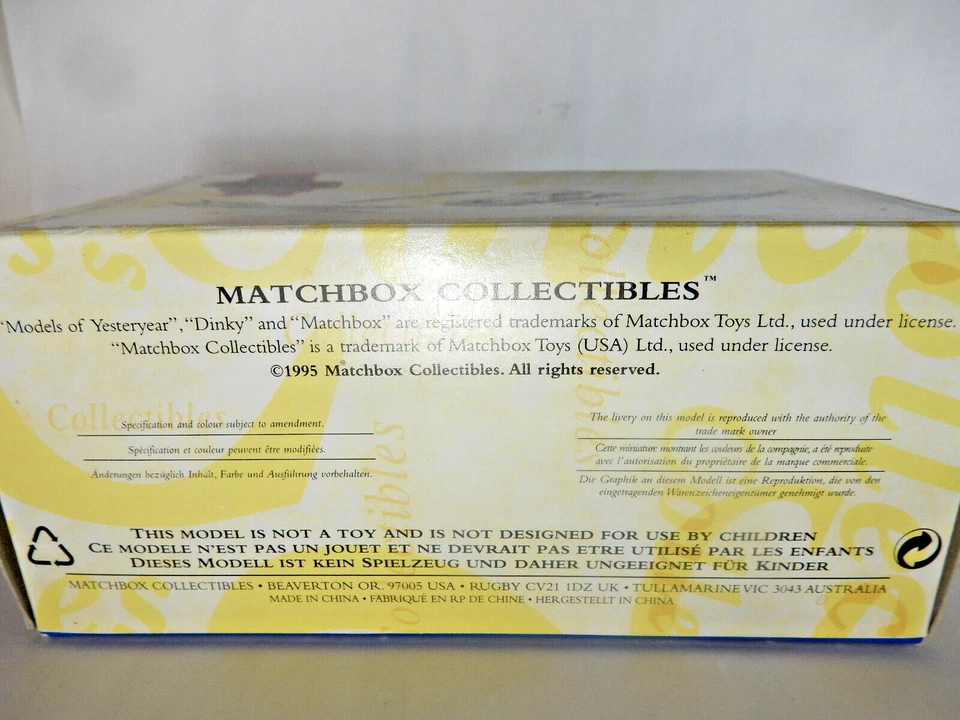 MATCHBOX COLLECTIBLES™
"Models of Yesteryear", "Dinky" and "Matchbox" are registered trademarks of Matchbox Toys Ltd., used under license.
"Matchbox Collectibles" is a trademark of Matchbox Toys (USA) Ltd., used under license.
©1995 Matchbox Collectibles. All rights reserved.
Collectibles
Specification and colour subject to amendment.
Spécification et couleur peuvent être modifiées.
Änderungen bezüglich Inhalt, Farbe und Ausführung vorbehalten.
The livery on this model is reproduced with the authority of the
trade mark owner
Cette miniature montrant les couleurs de la compagnie, a été reproduite
avec l'autorisation du propriétaire de la marque commerciale.
Die Graphik an diesem Modell ist eine Reproduktion, die von den
eingetragenden Warenzeicheneigentümer genehmigt wurde.
THIS MODEL IS NOT A TOY AND IS NOT DESIGNED FOR USE BY CHILDREN
CE MODELE N'EST PAS UN JOUET ET NE DEVRAIT PAS ETRE UTILISÉ PAR LES ENFANTS
DIESES MODELL IST KEIN SPIELZEUG UND DAHER UNGEEIGNET FÜR KINDER
MATCHBOX COLLECTIBLES • BEAVERTON OR 97005 USA • RUGBY CV21 1DZ UK • TULLAMARINE VIC 3043 AUSTRALIA
MADE IN CHINA • FABRIQUÉ EN RP DE CHINE • HERGESTELLT IN CHINA